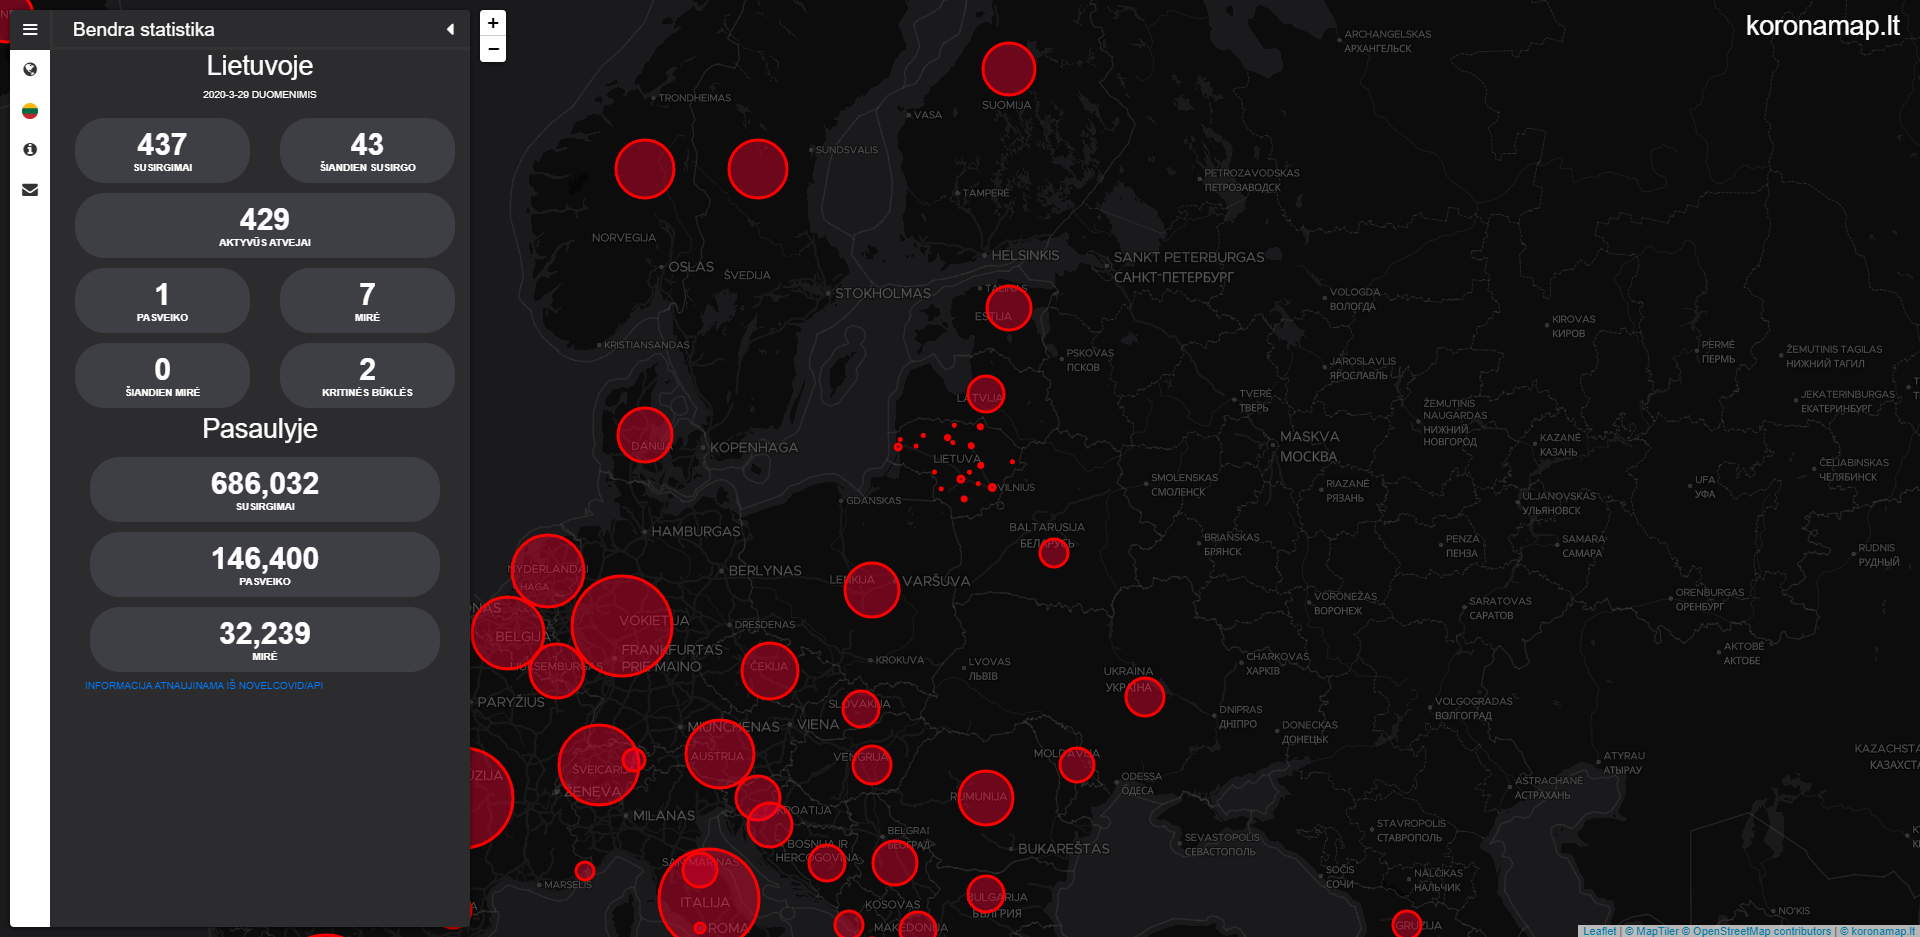 Bendra statistika
koronamap.lt
+
−
Lietuvoje
2020-3-29 DUOMENIMIS
437
SUSIRGIMAI
43
ŠIANDIEN SUSIRGO
429
AKTYVŪS ATVEJAI
1
PASVEIKO
7
MIRĖ
0
ŠIANDIEN MIRĖ
2
KRITINĖS BŪKLĖS
Pasaulyje
686,032
SUSIRGIMAI
146,400
PASVEIKO
32,239
MIRĖ
INFORMACIJA ATNAUJINAMA IŠ NOVELCOVID/API
ARCHANGELSKAS
АРХАНГЕЛЬСК
TRONDHEIMAS
SUOMIJA
VASA
SUNDSVALIS
PETROZAVODSKAS
ПЕТРОЗАВОДСК
TAMPERĖ
NORVEGIJA
HELSINKIS
SANKT PETERBURGAS
САНКТ-ПЕТЕРБУРГ
OSLAS
ŠVEDIJA
STOKHOLMAS
TALINAS
VOLOGDA
ВОЛОГДА
ESTIJA
KIROVAS
КИРОВ
KRISTIANSANDAS
PSKOVAS
ПСКОВ
PERMĖ
ПЕРМЬ
ŽEMUTINIS TAGILAS
НИЖНИЙ ТАГИЛ
JAROSLAVLIS
ЯРОСЛАВЛЬ
LATVIJA
TVERĖ
ТВЕРЬ
JEKATERINBURGAS
ЕКАТЕРИНБУРГ
ŽEMUTINIS
NAUGARDAS
НИЖНИЙ
НОВГОРОД
DANIJA
KOPENHAGA
MASKVA
МОСКВА
KAZANĖ
КАЗАНЬ
LIETUVA
ČELIABINSKAS
ЧЕЛЯБИНСК
SMOLENSKAS
СМОЛЕНСК
VILNIUS
RIAZANĖ
РЯЗАНЬ
UFA
УФА
GDANSKAS
ULJANOVSKAS
УЛЬЯНОВСК
HAMBURGAS
BALTARUSIJA
БЕЛАРУСЬ
BRIANSKAS
БРЯНСК
PENZA
ПЕНЗА
SAMARA
САМАРА
RUDNIS
РУДНЫЙ
NYDERLANDAI
HAGA
BERLYNAS
LENKIJA
VARŠUVA
VORONEŽAS
ВОРОНЕЖ
SARATOVAS
САРАТОВ
ORENBURGAS
ОРЕНБУРГ
BELGIJA
VOKIETIJA
DRESDENAS
FRANKFURTAS
PRIE MAINO
LIUKSEMBURGAS
ČEKIJA
KROKUVA
LVOVAS
ЛЬВІВ
CHARKOVAS
ХАРКІВ
AKTOBĖ
АКТОБЕ
UKRAINA
УКРАЇНА
PARYŽIUS
SLOVAKIJA
DNIPRAS
ДНІПРО
VOLGOGRADAS
ВОЛГОГРАД
MIUNCHENAS
VIENA
DONECKAS
ДОНЕЦЬК
AUSTRIJA
VENGRIJA
MOLDAVIJA
ATYRAU
АТЫРАУ
KAZACHSTA
КАЗАХСТА
ŠVEICARIJA
ŽENEVA
ODESSA
ОДЕСА
ASTRACHANĖ
АСТРАХАНЬ
RUMUNIJA
KROATIJA
MILANAS
BELGRAI
БЕОГРАД
STAVROPOLIS
СТАВРОПОЛЬ
BOSNIJA IR
HERCOGOVINA
BUKAREŠTAS
SEVASTOPOLIS
СЕВАСТОПОЛЬ
SAN MARINAS
MARSELIS
SOČIS
СОЧИ
NALČIKAS
НАЛЬЧИК
ITALIJA
KOSOVAS
BULGARIJA
БЪЛГАРИЯ
NO'KIS
ROMA
MAKEDONIJA
GRUZIJA
Leaflet | © MapTiler © OpenStreetMap contributors | © koronamap.lt